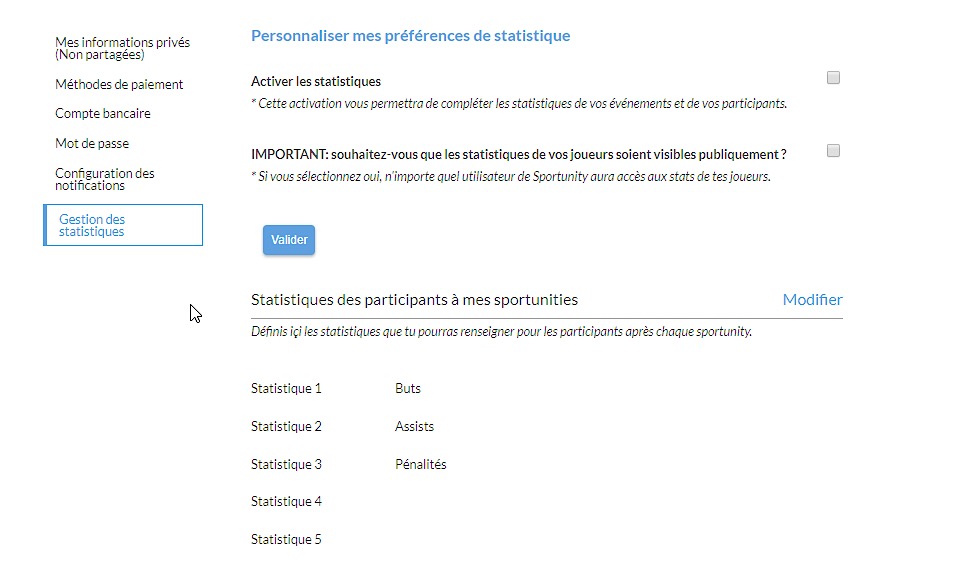 Mes informations privés
(Non partagées)
Méthodes de paiement
Compte bancaire
Mot de passe
Configuration des
notifications
Gestion des
statistiques
Personnaliser mes préférences de statistique
Activer les statistiques
* Cette activation vous permettra de compléter les statistiques de vos événements et de vos participants.
IMPORTANT: souhaitez-vous que les statistiques de vos joueurs soient visibles publiquement ?
* Si vous sélectionnez oui, n'importe quel utilisateur de Sportunity aura accès aux stats de tes joueurs.
Valider
Statistiques des participants à mes sportunities Modifier
Définis içi les statistiques que tu pourras renseigner pour les participants après chaque sportunity.
Statistique 1 Buts
Statistique 2 Assists
Statistique 3 Pénalités
Statistique 4
Statistique 5